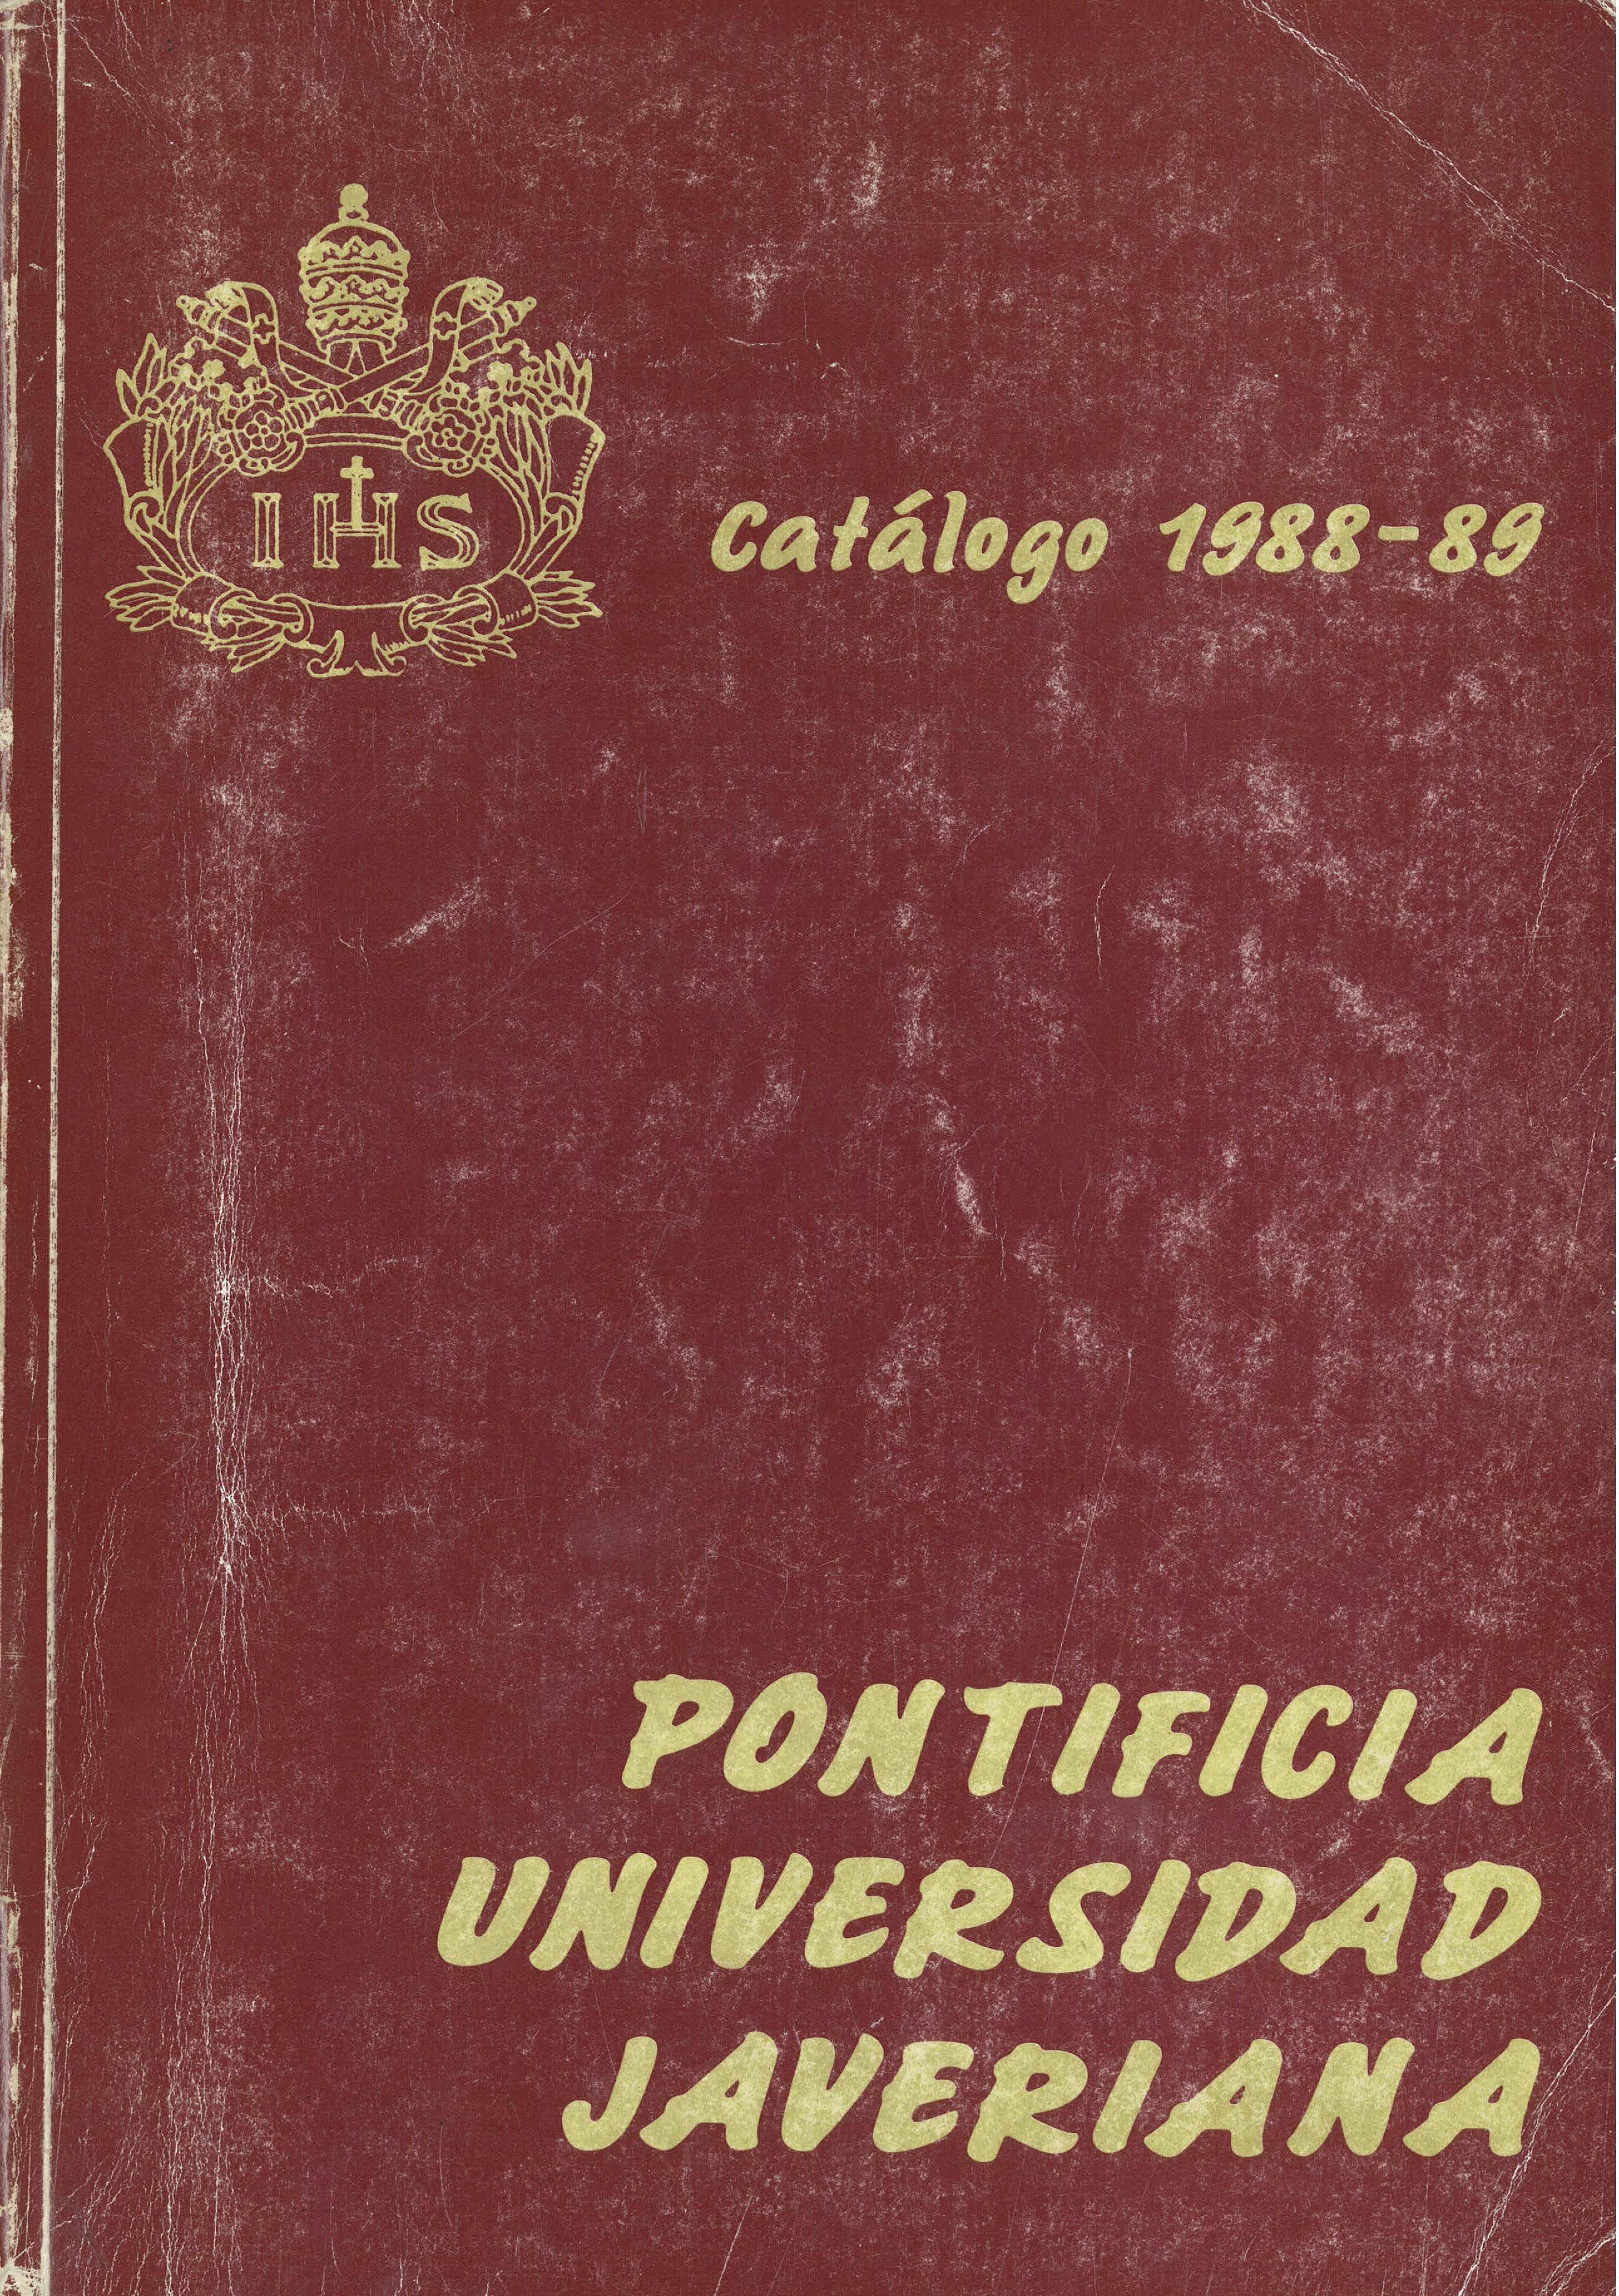 IHS
Catálogo 1988-89
PONTIFICIA
UNIVERSIDAD
JAVERIANA